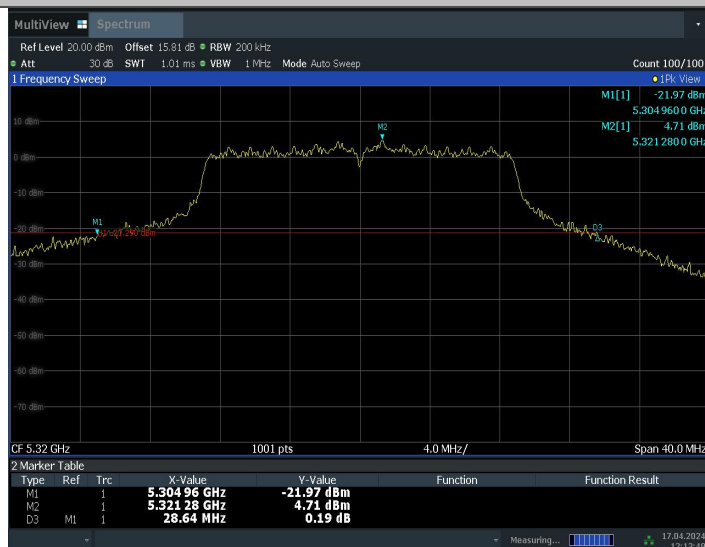 MultiView Spectrum
Ref Level 20.00 dBm Offset 15.81 dB RBW 200 kHz
Att 30 dB SWT 1.01 ms VBW 1 MHz Mode Auto Sweep Count 100/100
1 Frequency Sweep 1Pk View
M1[1] -21.97 dBm
5.304 960 0 GHz
M2[1] 4.71 dBm
5.321 280 0 GHz
10 dBm
M2
0 dBm
-10 dBm
M1
-20 dBm
D3
-30 dBm
-40 dBm
-50 dBm
-60 dBm
-70 dBm
CF 5.32 GHz 1001 pts 4.0 MHz/ Span 40.0 MHz
2 Marker Table
Type Ref Trc X-Value Y-Value Function Function Result
M1 1 5.304 96 GHz -21.97 dBm
M2 1 5.321 28 GHz 4.71 dBm
D3 M1 1 28.64 MHz 0.19 dB
Measuring... 17.04.2024